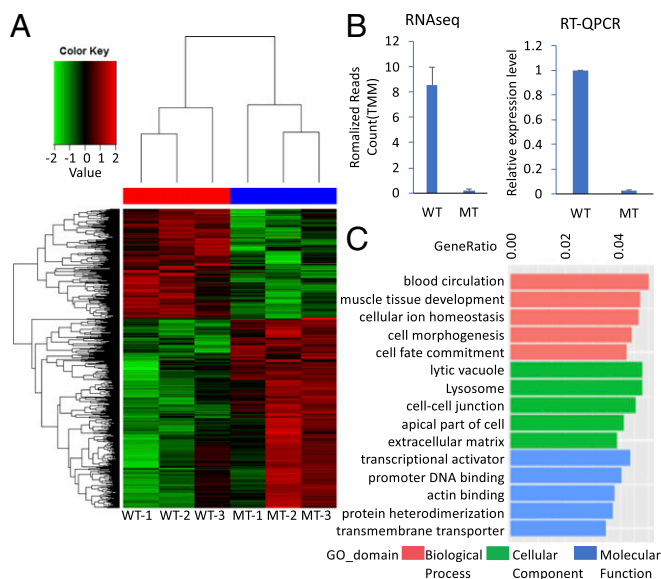 A
Color Key
-2 -1 0 1 2
Value
WT-1 WT-2 WT-3 MT-1 MT-2 MT-3
B
RNAseq
Romalized Reads
Count(TMM)
12
10
8
6
4
2
0
WT MT
RT-QPCR
Relative expression level
1.2
1
0.8
0.6
0.4
0.2
0
WT MT
C
GeneRatio
0.00
0.02
0.04
blood circulation
muscle tissue development
cellular ion homeostasis
cell morphogenesis
cell fate commitment
lytic vacuole
Lysosome
cell-cell junction
apical part of cell
extracellular matrix
transcriptional activator
promoter DNA binding
actin binding
protein heterodimerization
transmembrane transporter
GO_domain
Biological
Process
Cellular
Component
Molecular
Function